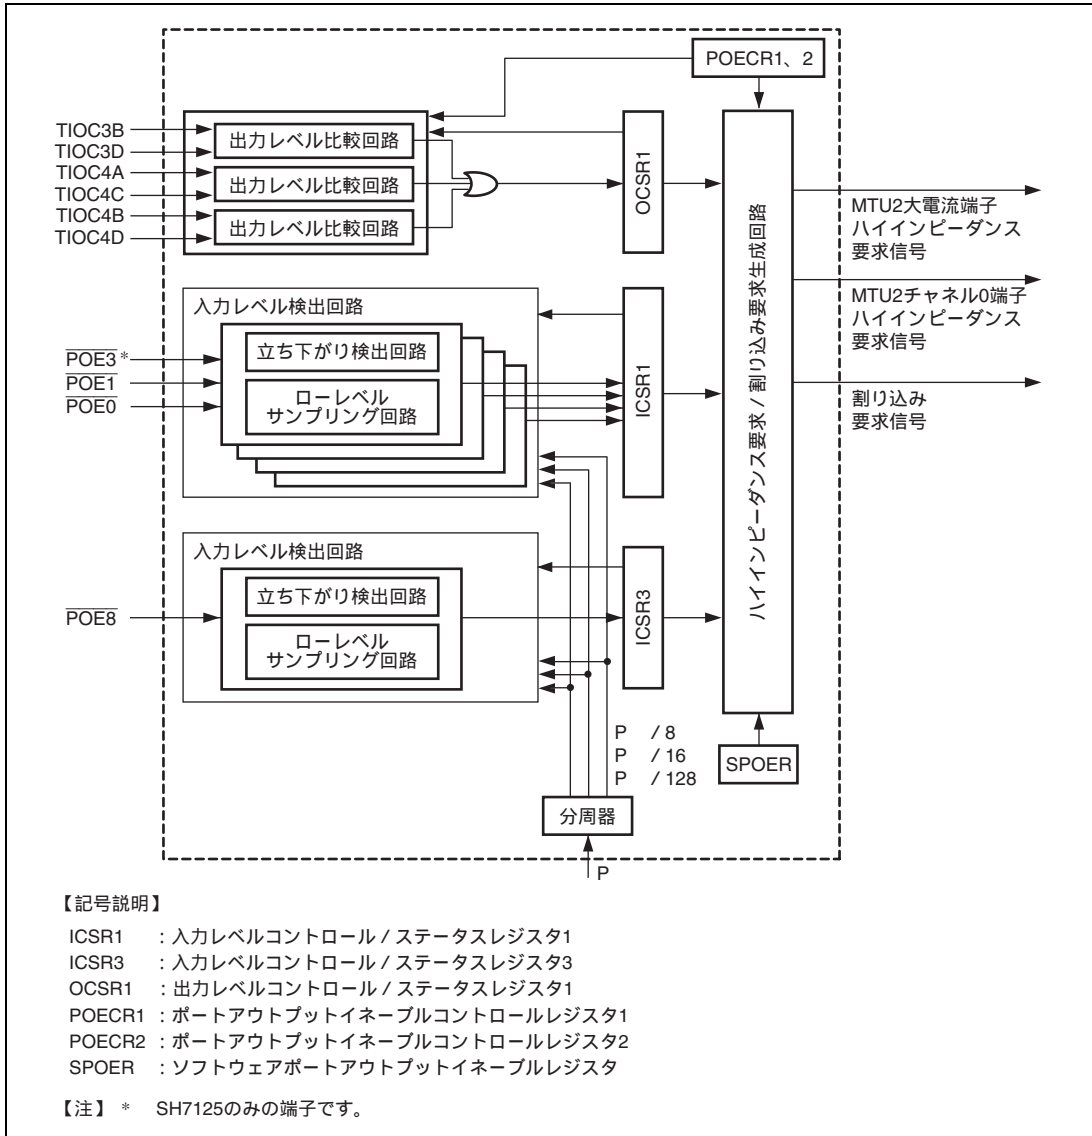 POECR1、2
TIOC3B
TIOC3D
TIOC4A
TIOC4C
TIOC4B
TIOC4D
出力レベル比較回路
出力レベル比較回路
出力レベル比較回路
OCSR1
MTU2大電流端子
ハイインピーダンス
要求信号
MTU2チャネル0端子
ハイインピーダンス
要求信号
割り込み
要求信号
ハイインピーダンス要求 / 割り込み要求生成回路
入力レベル検出回路
立ち下がり検出回路
ローレベル
サンプリング回路
POE3 *
POE1
POE0
ICSR1
入力レベル検出回路
立ち下がり検出回路
ローレベル
サンプリング回路
POE8
ICSR3
P / 8
P / 16
P / 128
SPOER
分周器
P
【記号説明】
ICSR1 : 入力レベルコントロール / ステータスレジスタ1
ICSR3 : 入力レベルコントロール / ステータスレジスタ3
OCSR1 : 出力レベルコントロール / ステータスレジスタ1
POECR1 : ポートアウトプットイネーブルコントロールレジスタ1
POECR2 : ポートアウトプットイネーブルコントロールレジスタ2
SPOER : ソフトウェアポートアウトプットイネーブルレジスタ
【注】 * SH7125のみの端子です。